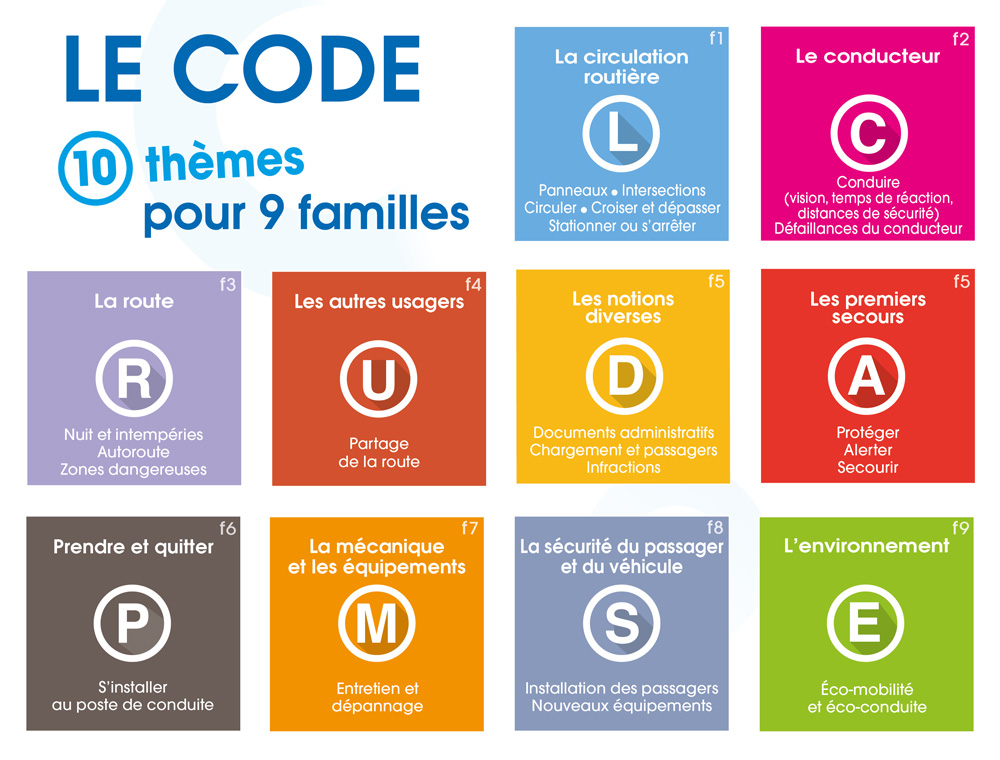 LE CODE
10 thèmes
pour 9 familles
f1
La circulation
routière
L
Panneaux • Intersections
Circuler • Croiser et dépasser
Stationner ou s'arrêter
f2
Le conducteur
C
Conduire
(vision, temps de réaction,
distances de sécurité)
Défaillances du conducteur
f3
La route
R
Nuit et intempéries
Autoroute
Zones dangereuses
f4
Les autres usagers
U
Partage
de la route
f5
Les notions
diverses
D
Documents administratifs
Chargement et passagers
Infractions
f5
Les premiers
secours
A
Protéger
Alerter
Secourir
f6
Prendre et quitter
P
S'installer
au poste de conduite
f7
La mécanique
et les équipements
M
Entretien et
dépannage
f8
La sécurité du passager
et du véhicule
S
Installation des passagers
Nouveaux équipements
f9
L'environnement
E
Éco-mobilité
et éco-conduite